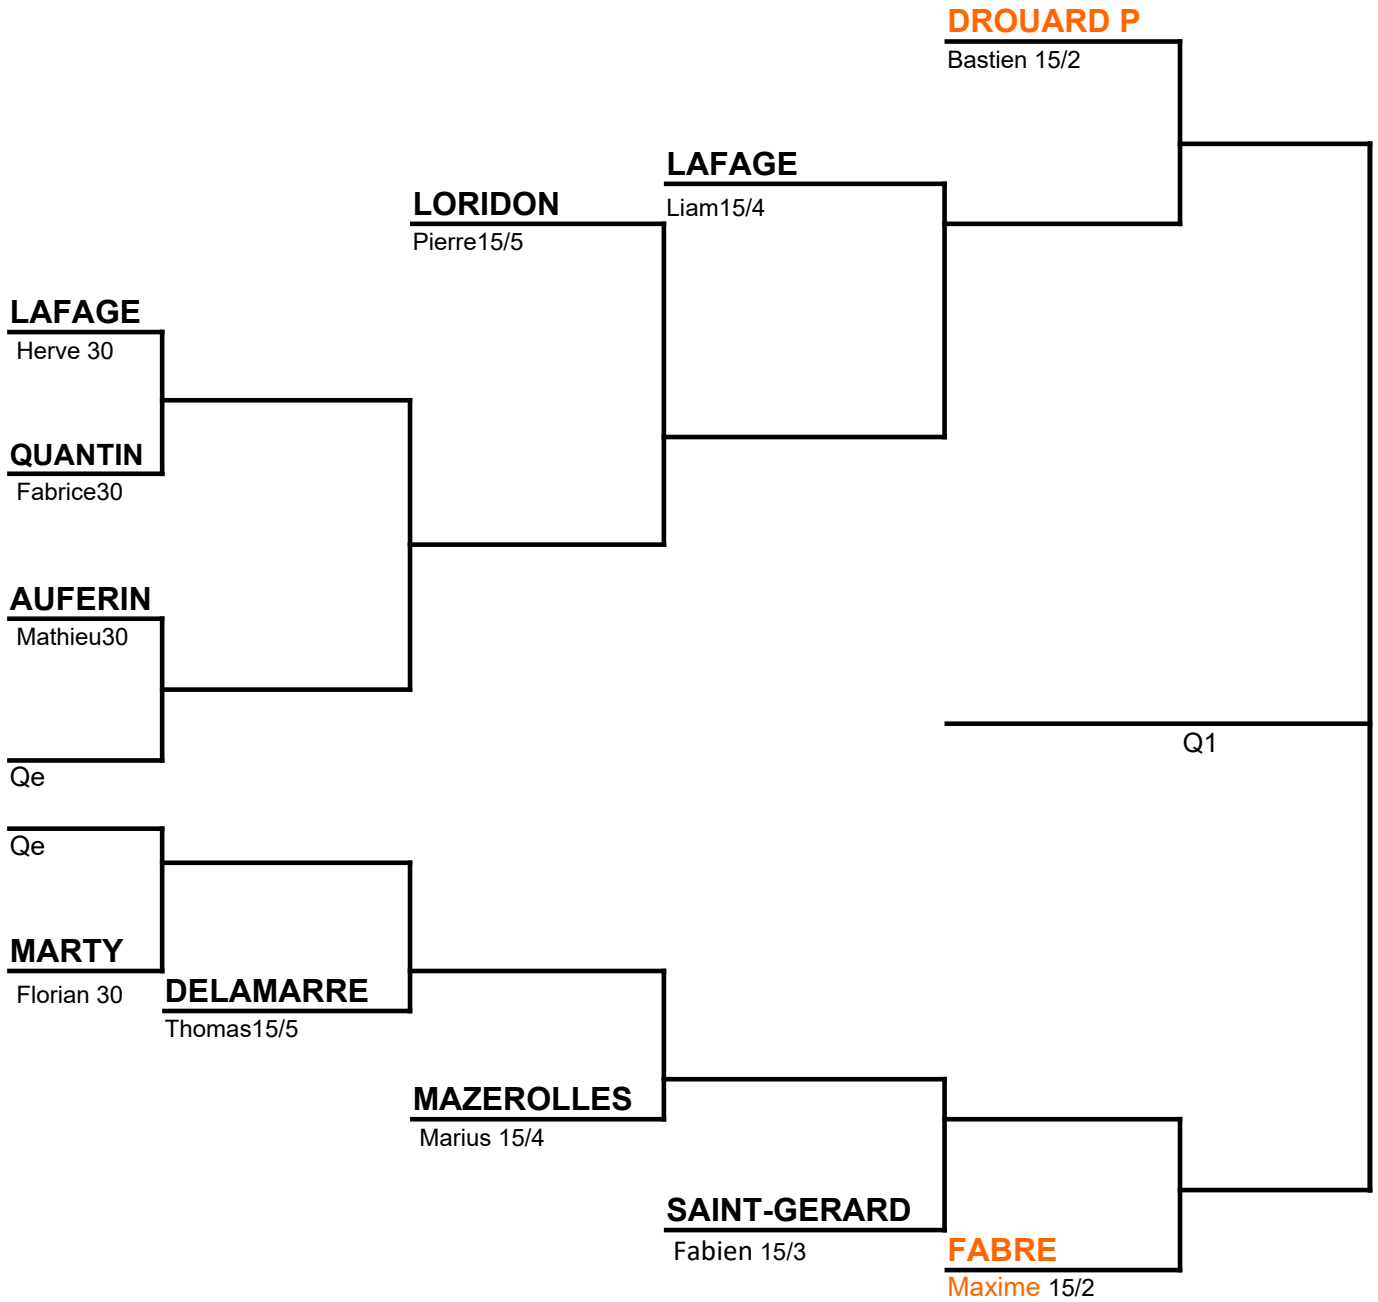 DROUARD P
Bastien 15/2
LAFAGE
Liam15/4
LORIDON
Pierre15/5
LAFAGE
Herve 30
QUANTIN
Fabrice30
AUFERIN
Mathieu30
Q1
Qe
Qe
MARTY
Florian 30
DELAMARRE
Thomas15/5
MAZEROLLES
Marius 15/4
SAINT-GERARD
Fabien 15/3
FABRE
Maxime 15/2